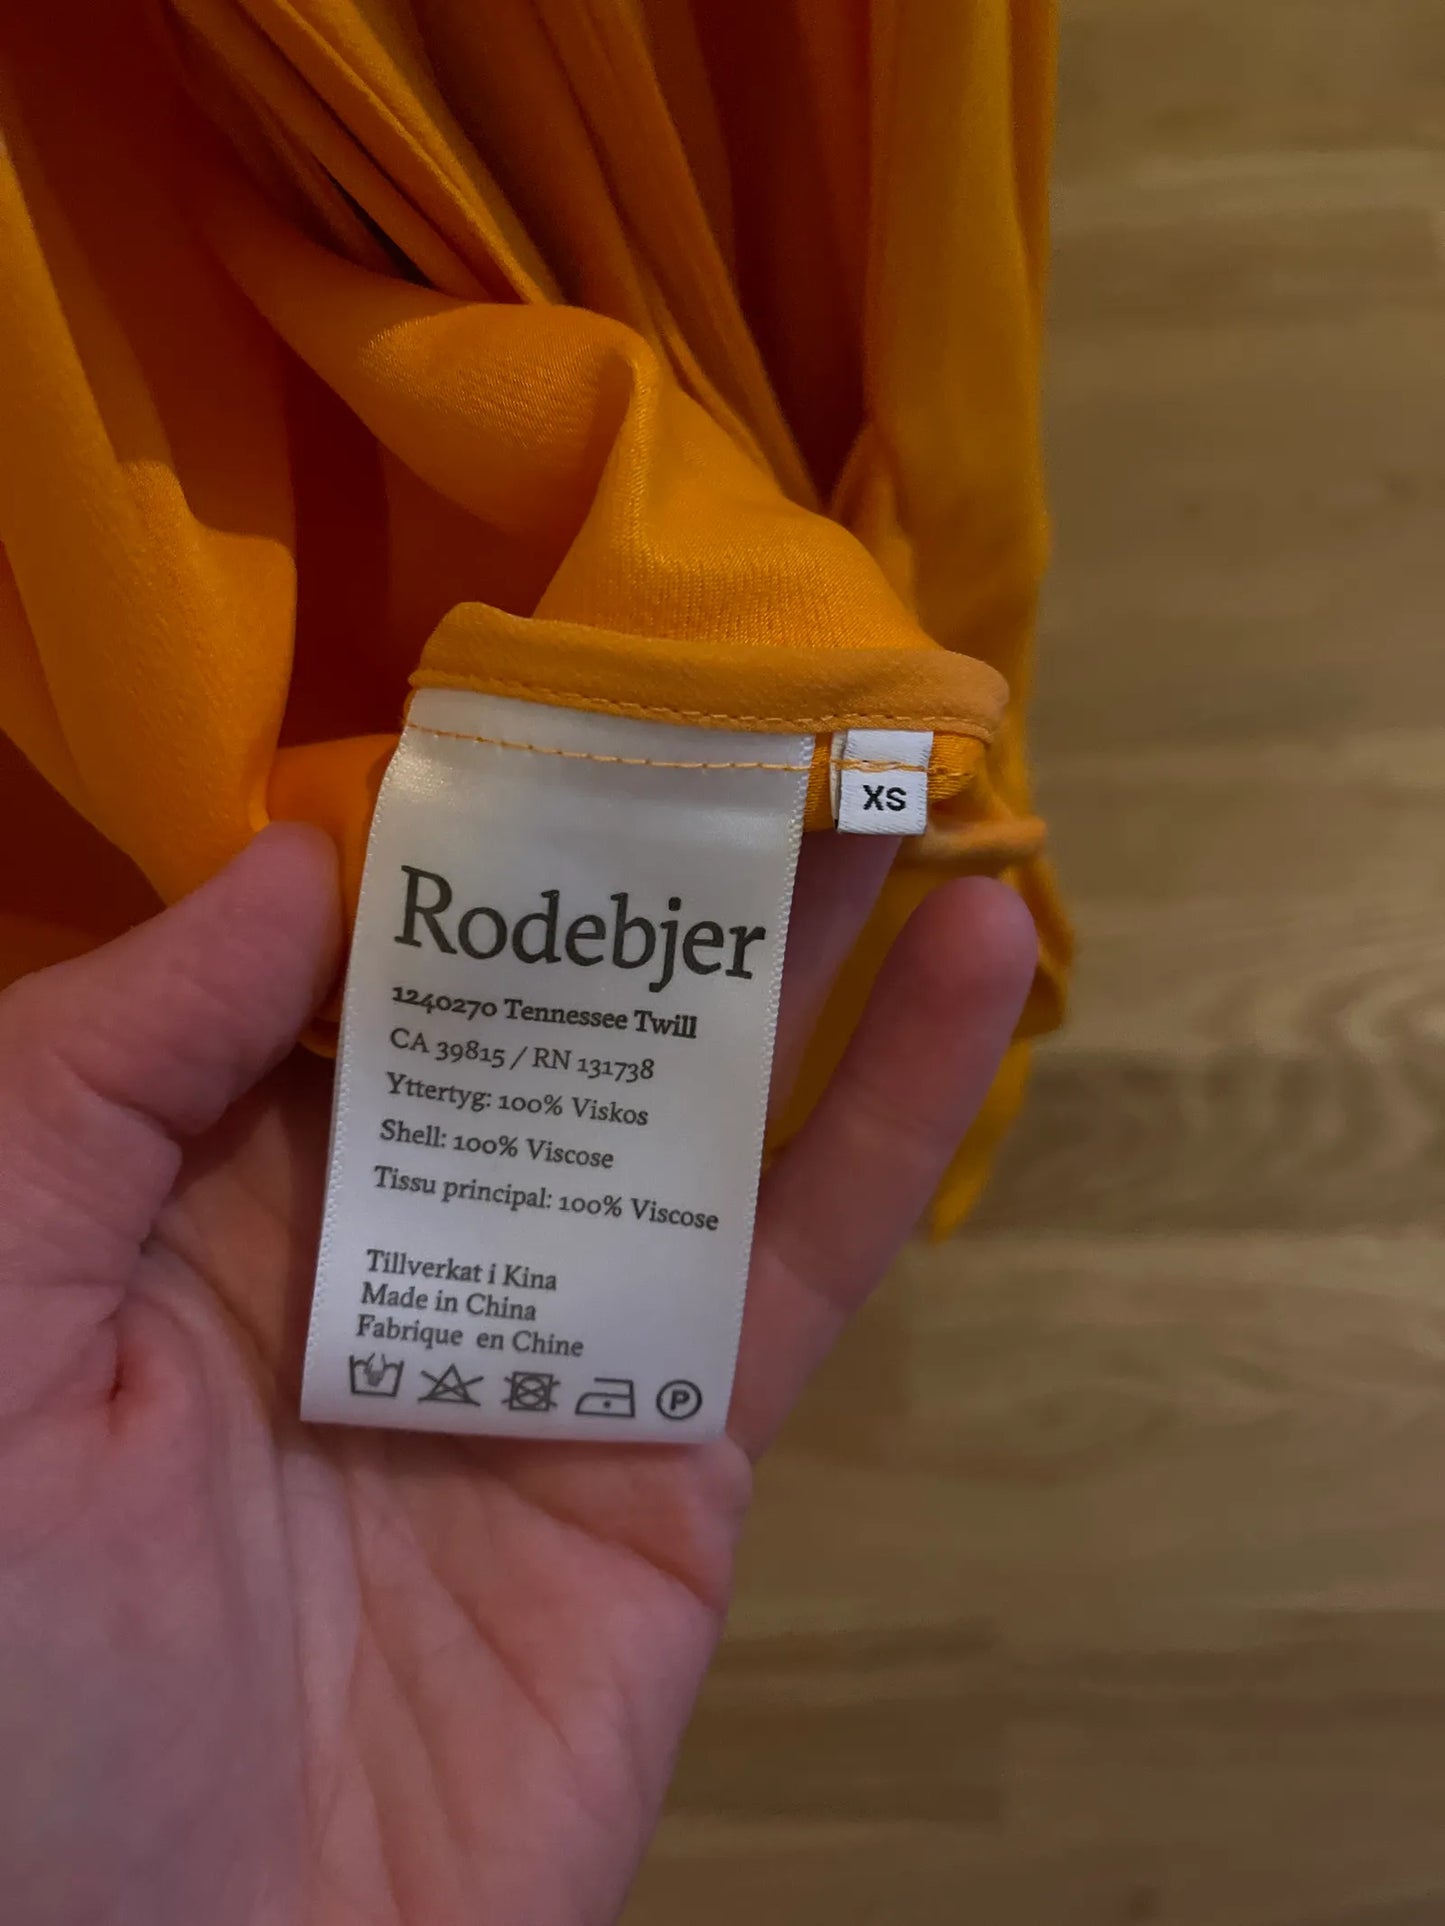 XS
Rodebjer
1240270 Tennessee Twill
CA 39815 / RN 131738
Yttertyg: 100% Viskos
Shell: 100% Viscose
Tissu principal: 100% Viscose
Tillverkat i Kina
Made in China
Fabrique en Chine
P